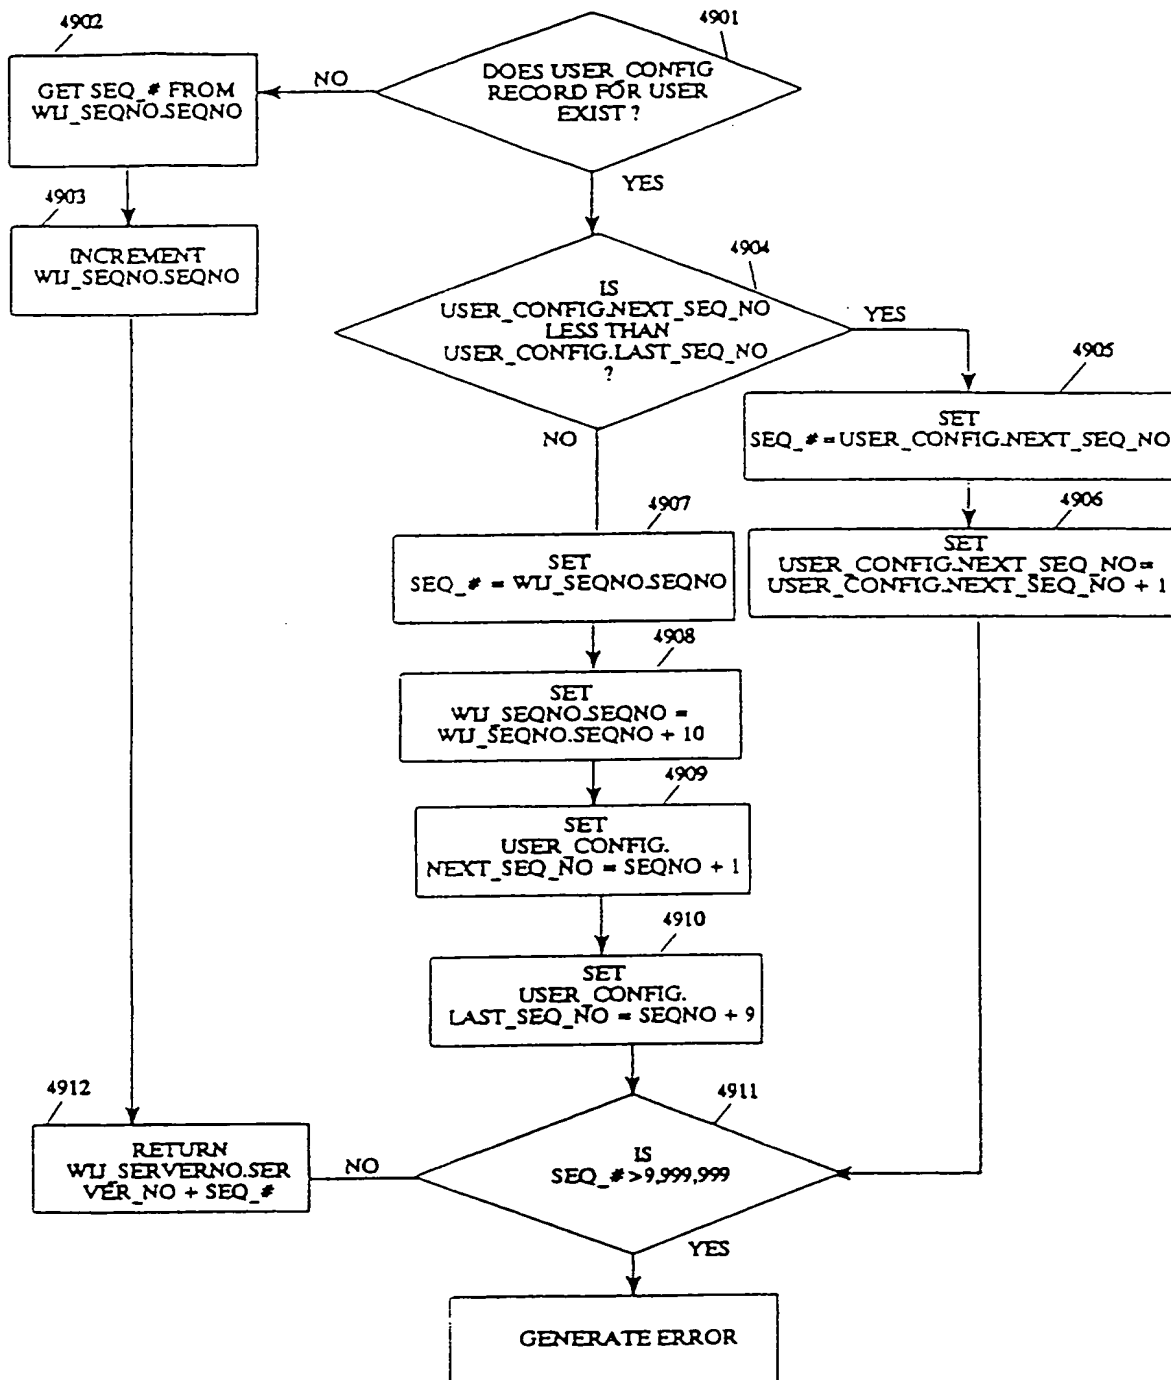 4902
GET SEQ_# FROM
WIJ_SEQNO.SEQNO
NO
4901
DOES USER_CONFIG
RECORD FOR USER
EXIST ?
YES
4903
INCREMENT
WIJ_SEQNO.SEQNO
4904
IS
USER_CONFIG.NEXT_SEQ_NO
LESS THAN
USER_CONFIG.LAST_SEQ_NO
?
YES
NO
4905
SET
SEQ_# = USER_CONFIG.NEXT_SEQ_NO
4906
SET
USER_CONFIG.NEXT_SEQ_NO =
USER_CONFIG.NEXT_SEQ_NO + 1
4907
SET
SEQ_# = WIJ_SEQNO.SEQNO
4908
SET
WIJ_SEQNO.SEQNO =
WIJ_SEQNO.SEQNO + 10
4909
SET
USER_CONFIG.
NEXT_SEQ_NO = SEQNO + 1
4910
SET
USER_CONFIG.
LAST_SEQ_NO = SEQNO + 9
4911
IS
SEQ_# > 9,999,999
NO
YES
4912
RETURN
WIJ_SERVERNO.SER
VER_NO + SEQ_#
GENERATE ERROR